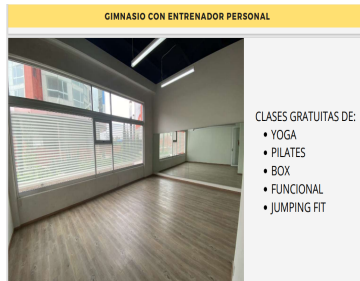 GIMNASIO CON ENTRENADOR PERSONAL
CLASES GRATUITAS DE:
• YOGA
• PILATES
• BOX
• FUNCIONAL
• JUMPING FIT